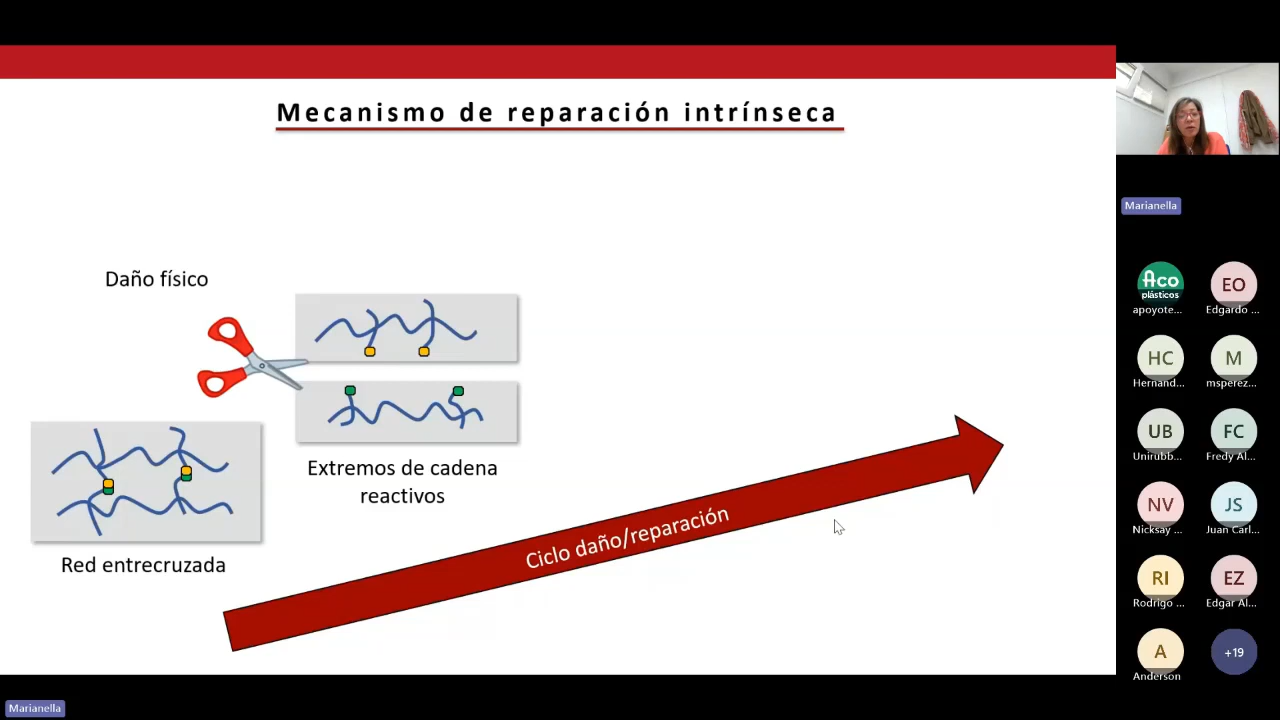 Mecanismo de reparación intrínseca
Daño físico
Extremos de cadena
reactivos
Red entrecruzada
Ciclo daño/reparación
Marianella
Aco
plásticos
apoyote...
EO
Edgardo ...
HC
Hernand...
M
msperez...
UB
Unirubb...
FC
Fredy Al...
NV
Nicksay ...
JS
Juan Carl...
RI
Rodrigo ...
EZ
Edgar Al...
A
Anderson
+19
Marianella